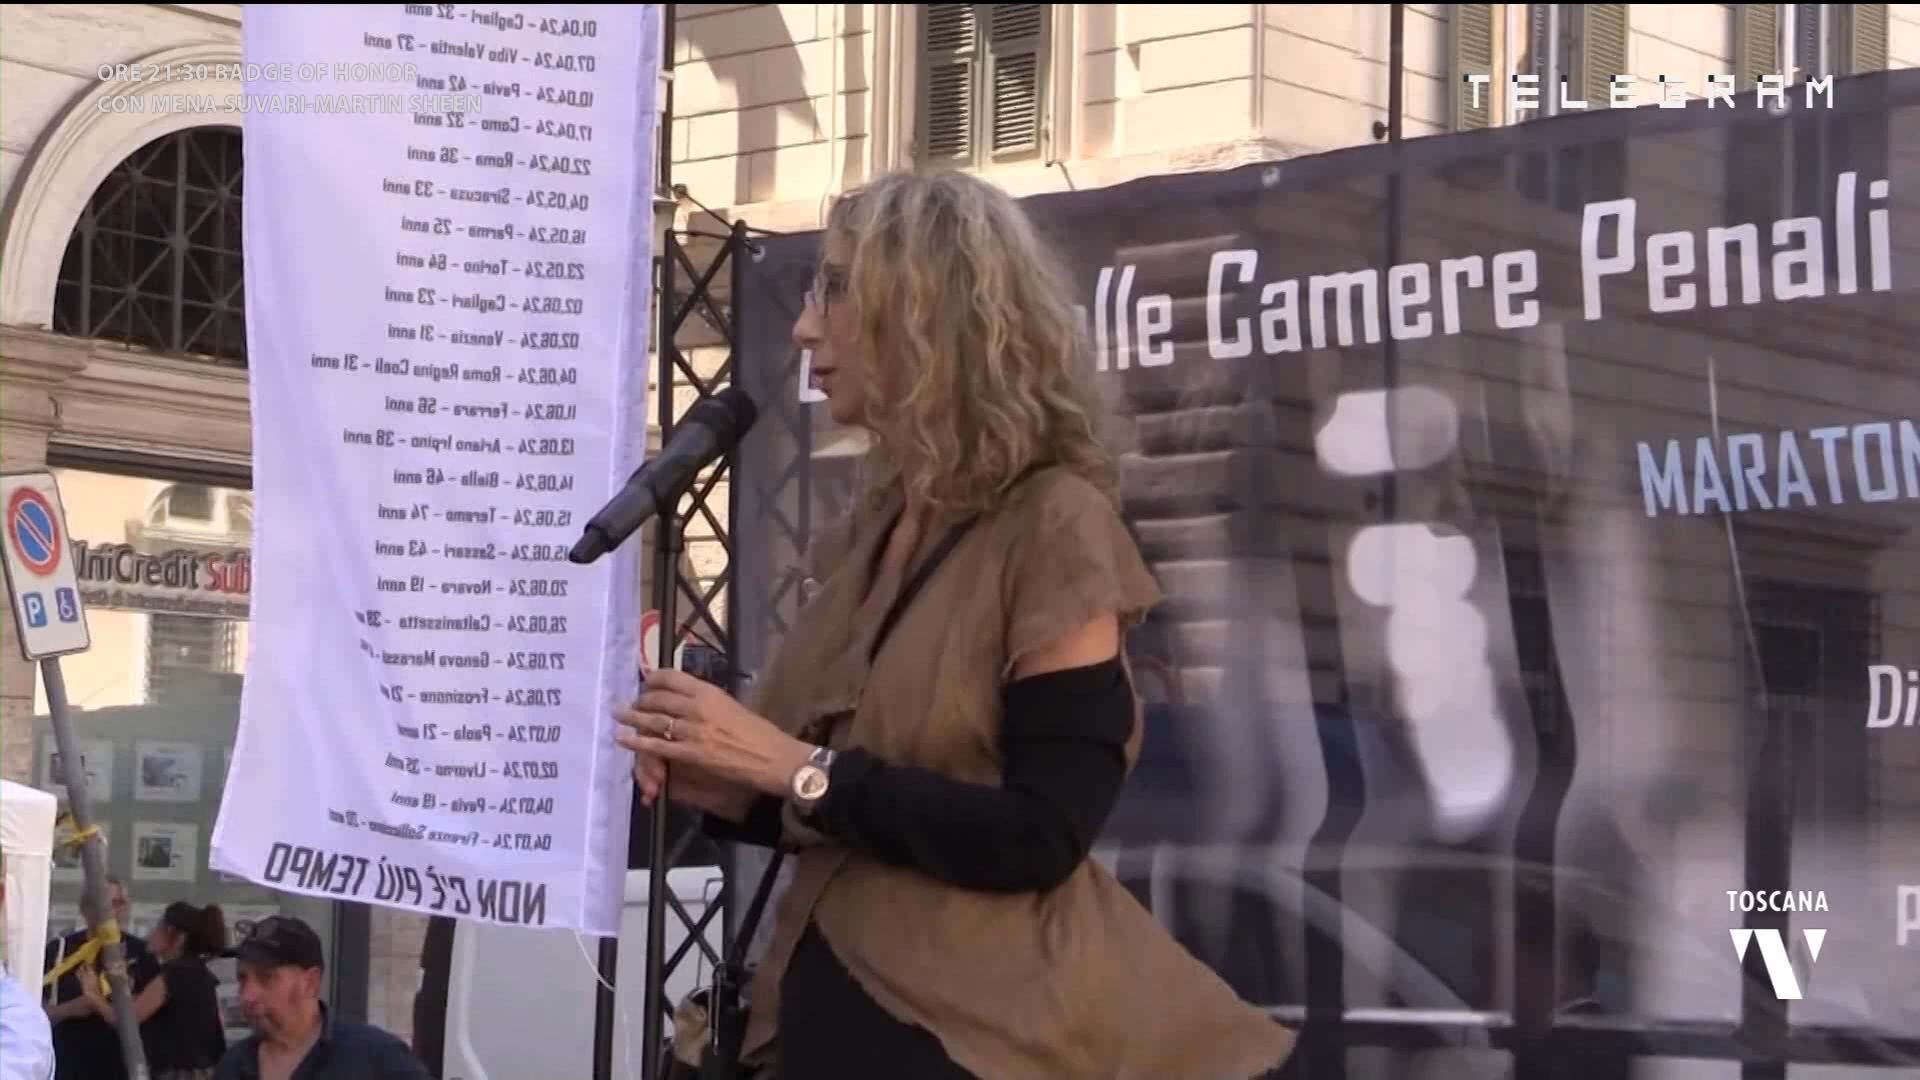 ORE 21:30 BADGE OF HONOR
CON MENA SUVARI-MARTIN SHEEN
TELEGRAM
01.04.24 - Cagliari - 32 anni
07.04.24 - Vibo Valentia - 37 anni
10.04.24 - Pavia - 42 anni
17.04.24 - Como - 32 anni
22.04.24 - Roma - 36 anni
04.05.24 - Siracusa - 33 anni
16.05.24 - Parma - 25 anni
23.05.24 - Torino - 64 anni
02.06.24 - Cagliari - 23 anni
02.06.24 - Venezia - 31 anni
04.06.24 - Roma Regina Coeli - 31 anni
11.06.24 - Ferrara - 56 anni
13.06.24 - Ariano Irpino - 38 anni
14.06.24 - Biella - 46 anni
15.06.24 - Teramo - 74 anni
15.06.24 - Sassari - 43 anni
20.06.24 - Novara - 19 anni
26.06.24 - Caltanissetta - 38
27.06.24 - Genova Marassi -
27.06.24 - Frosinone - 21
01.07.24 - Paola - 21 anni
02.07.24 - Livorno - 35 anni
04.07.24 - Pavia - 19 anni
04.07.24 - Firenze Sollicciano - 20 anni
NON C'È PIÙ TEMPO
lle Camere Penali
MARATON
Di
P
UniCredit Sub
P
TOSCANA
TV